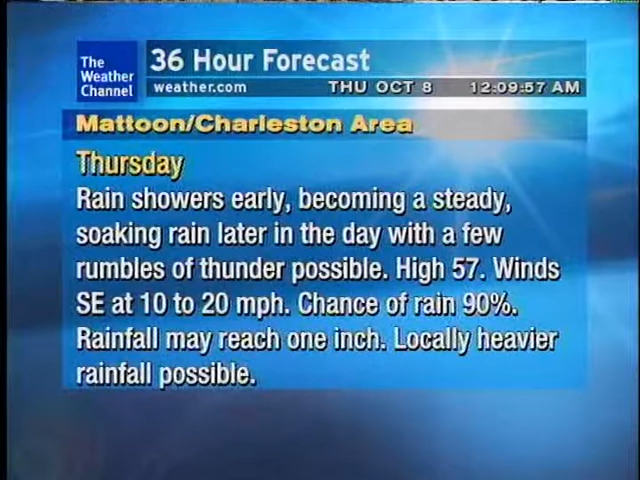 The
Weather
Channel
36 Hour Forecast
weather.com THU OCT 8 12:09:57 AM
Mattoon/Charleston Area
Thursday
Rain showers early, becoming a steady,
soaking rain later in the day with a few
rumbles of thunder possible. High 57. Winds
SE at 10 to 20 mph. Chance of rain 90%.
Rainfall may reach one inch. Locally heavier
rainfall possible.